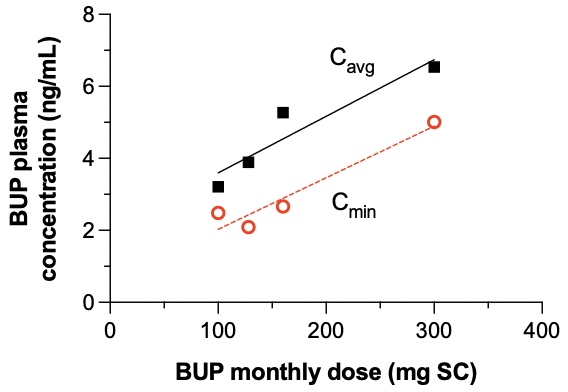 8
6
4
2
0
0 100 200 300 400
BUP plasma
concentration (ng/mL)
Cavg
Cmin
BUP monthly dose (mg SC)